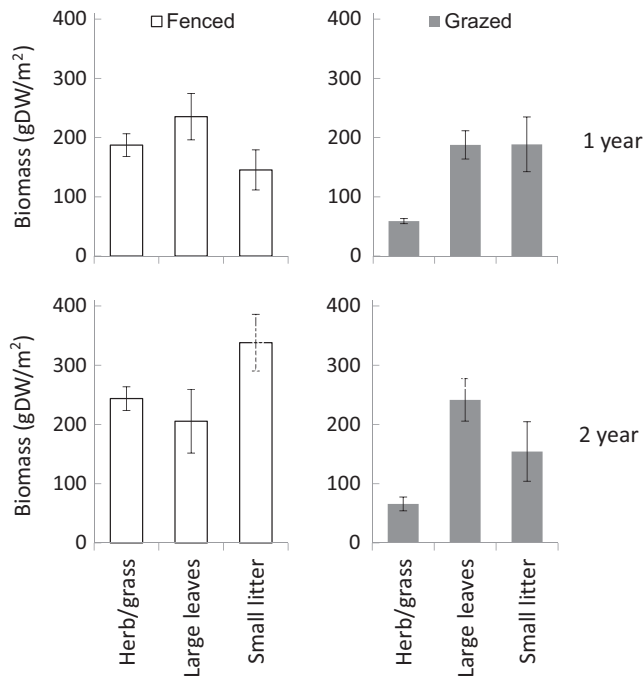 Fenced
Grazed
Biomass (gDW/m²)
400
300
200
100
0
400
300
200
100
0
1 year
Biomass (gDW/m²)
400
300
200
100
0
400
300
200
100
0
2 year
Herb/grass
Large leaves
Small litter
Herb/grass
Large leaves
Small litter